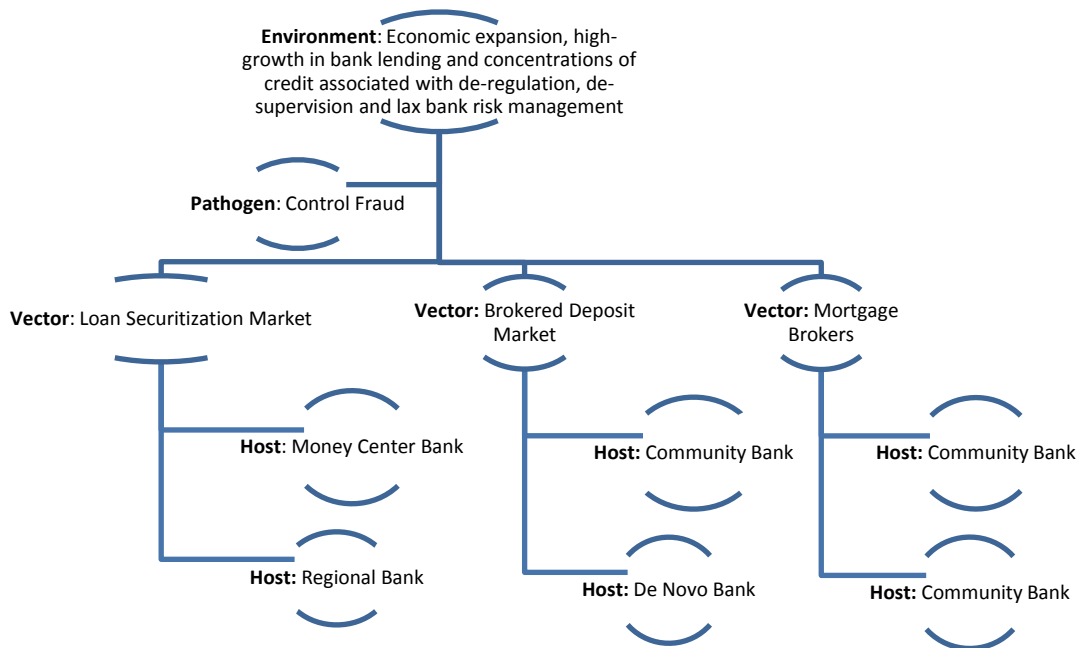 Environment: Economic expansion, high-
growth in bank lending and concentrations of
credit associated with de-regulation, de-
supervision and lax bank risk management
Pathogen: Control Fraud
Vector: Loan Securitization Market
Vector: Brokered Deposit
Market
Vector: Mortgage
Brokers
Host: Money Center Bank
Host: Community Bank
Host: Community Bank
Host: Regional Bank
Host: De Novo Bank
Host: Community Bank